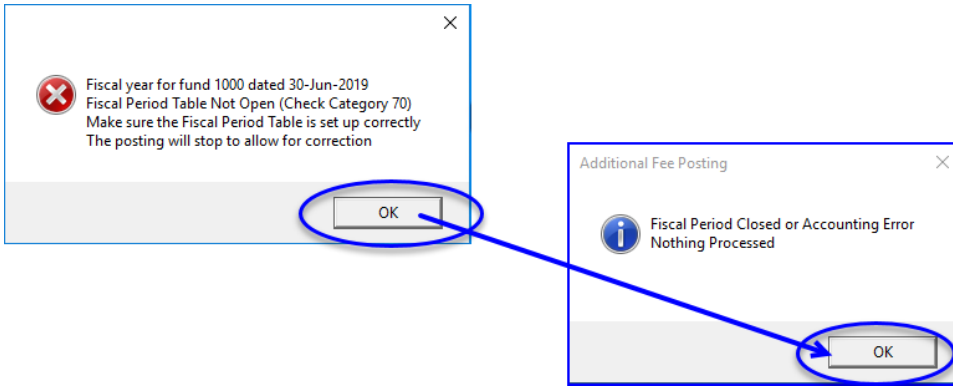 Fiscal year for fund 1000 dated 30-Jun-2019
Fiscal Period Table Not Open (Check Category 70)
Make sure the Fiscal Period Table is set up correctly
The posting will stop to allow for correction
OK
Additional Fee Posting
Fiscal Period Closed or Accounting Error
Nothing Processed
OK